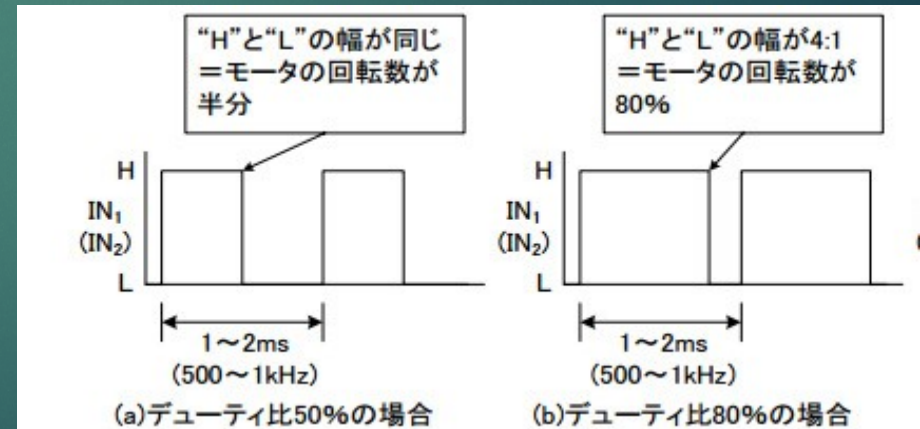 “H”と“L”の幅が同じ
＝モータの回転数が
半分
H
IN₁
(IN₂)
L
1～2ms
(500～1kHz)
(a)デューティ比50%の場合
“H”と“L”の幅が4:1
＝モータの回転数が
80%
H
IN₁
(IN₂)
L
1～2ms
(500～1kHz)
(b)デューティ比80%の場合